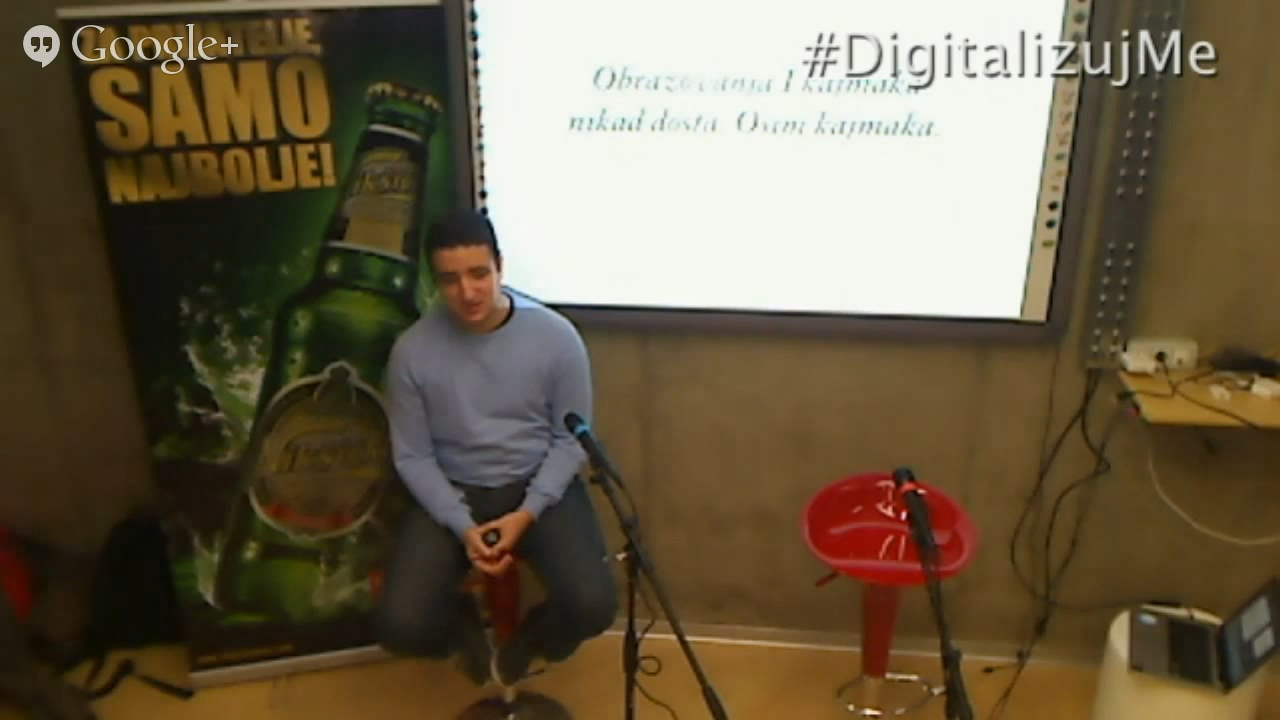 Google+
#DigitalizujMe
SAMO
NAJBOLJE!
Obrazovanja I kajmaka
nikad dosta. Osim kajmaka.